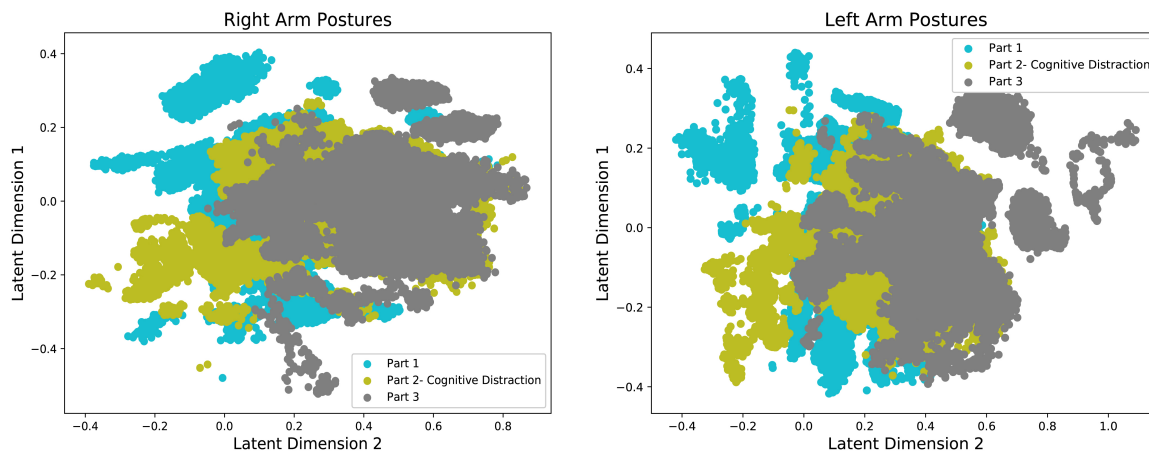 Right Arm Postures
Latent Dimension 1
0.4
0.2
0.0
−0.2
−0.4
−0.4
−0.2
0.0
0.2
0.4
0.6
0.8
Latent Dimension 2
Part 1
Part 2- Cognitive Distraction
Part 3
Left Arm Postures
Latent Dimension 1
0.4
0.2
0.0
−0.2
−0.4
−0.4
−0.2
0.0
0.2
0.4
0.6
0.8
1.0
Latent Dimension 2
Part 1
Part 2- Cognitive Distraction
Part 3